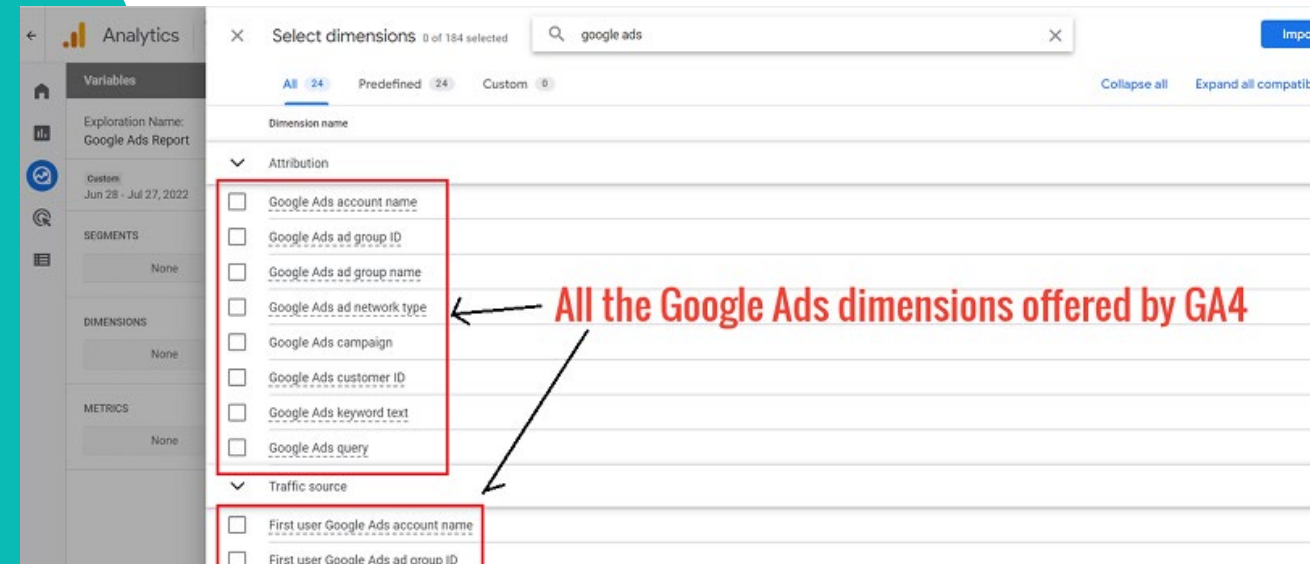 Analytics
Select dimensions 0 of 184 selected
google ads
Impo
Variables
All 24 Predefined 24 Custom 0
Collapse all Expand all compatib
Exploration Name:
Google Ads Report
Dimension name
Attribution
Custom
Jun 28 - Jul 27, 2022
Google Ads account name
SEGMENTS
Google Ads ad group ID
None
Google Ads ad group name
Google Ads ad network type
All the Google Ads dimensions offered by GA4
DIMENSIONS
Google Ads campaign
None
Google Ads customer ID
METRICS
Google Ads keyword text
None
Google Ads query
Traffic source
First user Google Ads account name
First user Google Ads ad group ID